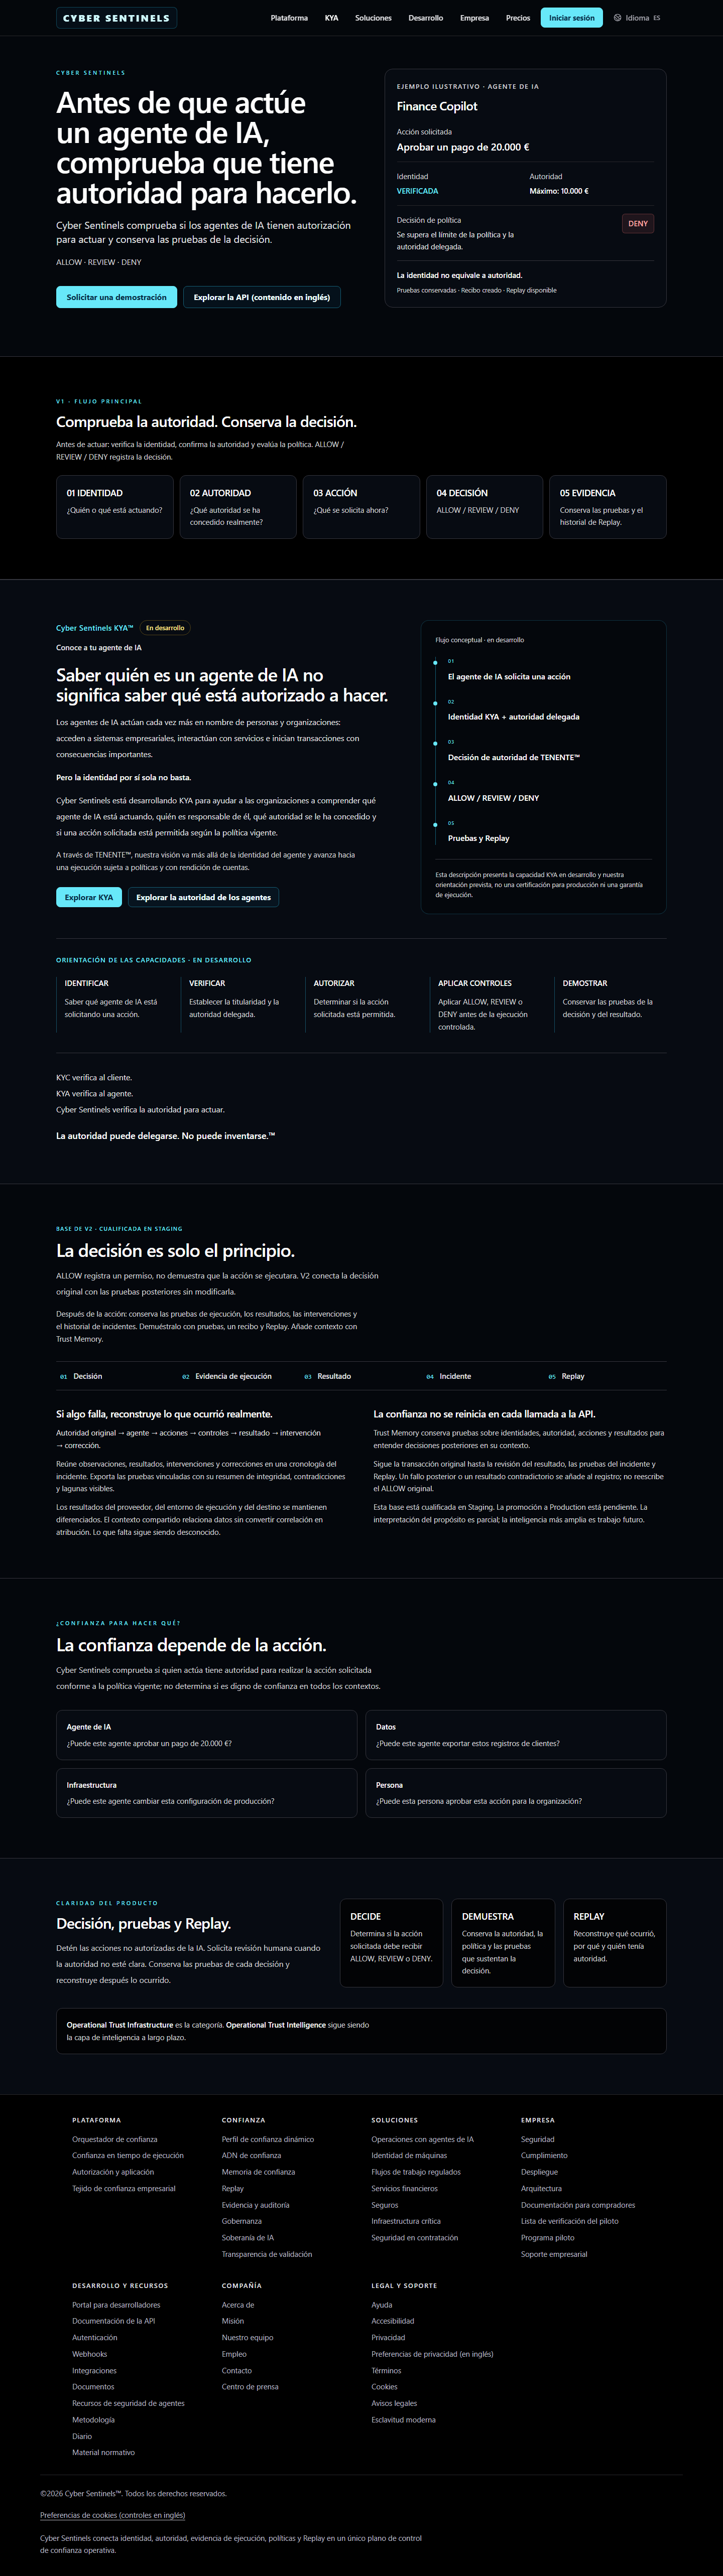 CYBER SENTINELS
Plataforma
KYA
Soluciones
Desarrollo
Empresa
Precios
Iniciar sesión
Idioma ES
CYBER SENTINELS
Antes de que actúe
un agente de IA,
comprueba que tiene
autoridad para hacerlo.
Cyber Sentinels comprueba si los agentes de IA tienen autorización
para actuar y conserva las pruebas de la decisión.
ALLOW · REVIEW · DENY
Solicitar una demostración
Explorar la API (contenido en inglés)
EJEMPLO ILUSTRATIVO · AGENTE DE IA
Finance Copilot
Acción solicitada
Aprobar un pago de 20.000 €
Identidad
VERIFICADA
Autoridad
Máximo: 10.000 €
Decisión de política
Se supera el límite de la política y la
autoridad delegada.
DENY
La identidad no equivale a autoridad.
Pruebas conservadas · Recibo creado · Replay disponible
V1 · FLUJO PRINCIPAL
Comprueba la autoridad. Conserva la decisión.
Antes de actuar: verifica la identidad, confirma la autoridad y evalúa la política. ALLOW /
REVIEW / DENY registra la decisión.
01 IDENTIDAD
¿Quién o qué está actuando?
02 AUTORIDAD
¿Qué autoridad se ha
concedido realmente?
03 ACCIÓN
¿Qué se solicita ahora?
04 DECISIÓN
ALLOW / REVIEW / DENY
05 EVIDENCIA
Conserva las pruebas y el
historial de Replay.
Cyber Sentinels KYA™
En desarrollo
Conoce a tu agente de IA
Saber quién es un agente de IA no
significa saber qué está autorizado a hacer.
Los agentes de IA actúan cada vez más en nombre de personas y organizaciones:
acceden a sistemas empresariales, interactúan con servicios e inician transacciones con
consecuencias importantes.
Pero la identidad por sí sola no basta.
Cyber Sentinels está desarrollando KYA para ayudar a las organizaciones a comprender qué
agente de IA está actuando, quién es responsable de él, qué autoridad se le ha concedido y
si una acción solicitada está permitida según la política vigente.
A través de TENENTE™, nuestra visión va más allá de la identidad del agente y avanza hacia
una ejecución sujeta a políticas y con rendición de cuentas.
Explorar KYA
Explorar la autoridad de los agentes
Flujo conceptual · en desarrollo
01
El agente de IA solicita una acción
02
Identidad KYA + autoridad delegada
03
Decisión de autoridad de TENENTE™
04
ALLOW / REVIEW / DENY
05
Pruebas y Replay
Esta descripción presenta la capacidad KYA en desarrollo y nuestra
orientación prevista, no una certificación para producción ni una garantía
de ejecución.
ORIENTACIÓN DE LAS CAPACIDADES · EN DESARROLLO
IDENTIFICAR
Saber qué agente de IA está
solicitando una acción.
VERIFICAR
Establecer la titularidad y la
autoridad delegada.
AUTORIZAR
Determinar si la acción
solicitada está permitida.
APLICAR CONTROLES
Aplicar ALLOW, REVIEW o
DENY antes de la ejecución
controlada.
DEMOSTRAR
Conservar las pruebas de la
decisión y del resultado.
KYC verifica al cliente.
KYA verifica al agente.
Cyber Sentinels verifica la autoridad para actuar.
La autoridad puede delegarse. No puede inventarse.™
BASE DE V2 · CUALIFICADA EN STAGING
La decisión es solo el principio.
ALLOW registra un permiso, no demuestra que la acción se ejecutara. V2 conecta la decisión
original con las pruebas posteriores sin modificarla.
Después de la acción: conserva las pruebas de ejecución, los resultados, las intervenciones y
el historial de incidentes. Demuéstralo con pruebas, un recibo y Replay. Añade contexto con
Trust Memory.
01 Decisión
02 Evidencia de ejecución
03 Resultado
04 Incidente
05 Replay
Si algo falla, reconstruye lo que ocurrió realmente.
Autoridad original → agente → acciones → controles → resultado → intervención
→ corrección.
Reúne observaciones, resultados, intervenciones y correcciones en una cronología del
incidente. Exporta las pruebas vinculadas con su resumen de integridad, contradicciones
y lagunas visibles.
Los resultados del proveedor, del entorno de ejecución y del destino se mantienen
diferenciados. El contexto compartido relaciona datos sin convertir correlación en
atribución. Lo que falta sigue siendo desconocido.
La confianza no se reinicia en cada llamada a la API.
Trust Memory conserva pruebas sobre identidades, autoridad, acciones y resultados para
entender decisiones posteriores en su contexto.
Sigue la transacción original hasta la revisión del resultado, las pruebas del incidente y
Replay. Un fallo posterior o un resultado contradictorio se añade al registro; no reescribe
el ALLOW original.
Esta base está cualificada en Staging. La promoción a Production está pendiente. La
interpretación del propósito es parcial; la inteligencia más amplia es trabajo futuro.
¿CONFIANZA PARA HACER QUÉ?
La confianza depende de la acción.
Cyber Sentinels comprueba si quien actúa tiene autoridad para realizar la acción solicitada
conforme a la política vigente; no determina si es digno de confianza en todos los contextos.
Agente de IA
¿Puede este agente aprobar un pago de 20.000 €?
Datos
¿Puede este agente exportar estos registros de clientes?
Infraestructura
¿Puede este agente cambiar esta configuración de producción?
Persona
¿Puede esta persona aprobar esta acción para la organización?
CLARIDAD DEL PRODUCTO
Decisión, pruebas y Replay.
Detén las acciones no autorizadas de la IA. Solicita revisión humana cuando
la autoridad no esté clara. Conserva las pruebas de cada decisión y
reconstruye después lo ocurrido.
DECIDE
Determina si la acción
solicitada debe recibir
ALLOW, REVIEW o DENY.
DEMUESTRA
Conserva la autoridad, la
política y las pruebas
que sustentan la
decisión.
REPLAY
Reconstruye qué ocurrió,
por qué y quién tenía
autoridad.
Operational Trust Infrastructure es la categoría. Operational Trust Intelligence sigue siendo
la capa de inteligencia a largo plazo.
PLATAFORMA
Orquestador de confianza
Confianza en tiempo de ejecución
Autorización y aplicación
Tejido de confianza empresarial
CONFIANZA
Perfil de confianza dinámico
ADN de confianza
Memoria de confianza
Replay
Evidencia y auditoría
Gobernanza
Soberanía de IA
Transparencia de validación
SOLUCIONES
Operaciones con agentes de IA
Identidad de máquinas
Flujos de trabajo regulados
Servicios financieros
Seguros
Infraestructura crítica
Seguridad en contratación
EMPRESA
Seguridad
Cumplimiento
Despliegue
Arquitectura
Documentación para compradores
Lista de verificación del piloto
Programa piloto
Soporte empresarial
DESARROLLO Y RECURSOS
Portal para desarrolladores
Documentación de la API
Autenticación
Webhooks
Integraciones
Documentos
Recursos de seguridad de agentes
Metodología
Diario
Material normativo
COMPAÑÍA
Acerca de
Misión
Nuestro equipo
Empleo
Contacto
Centro de prensa
LEGAL Y SOPORTE
Ayuda
Accesibilidad
Privacidad
Preferencias de privacidad (en inglés)
Términos
Cookies
Avisos legales
Esclavitud moderna
©2026 Cyber Sentinels™. Todos los derechos reservados.
Preferencias de cookies (controles en inglés)
Cyber Sentinels conecta identidad, autoridad, evidencia de ejecución, políticas y Replay en un único plano de control
de confianza operativa.